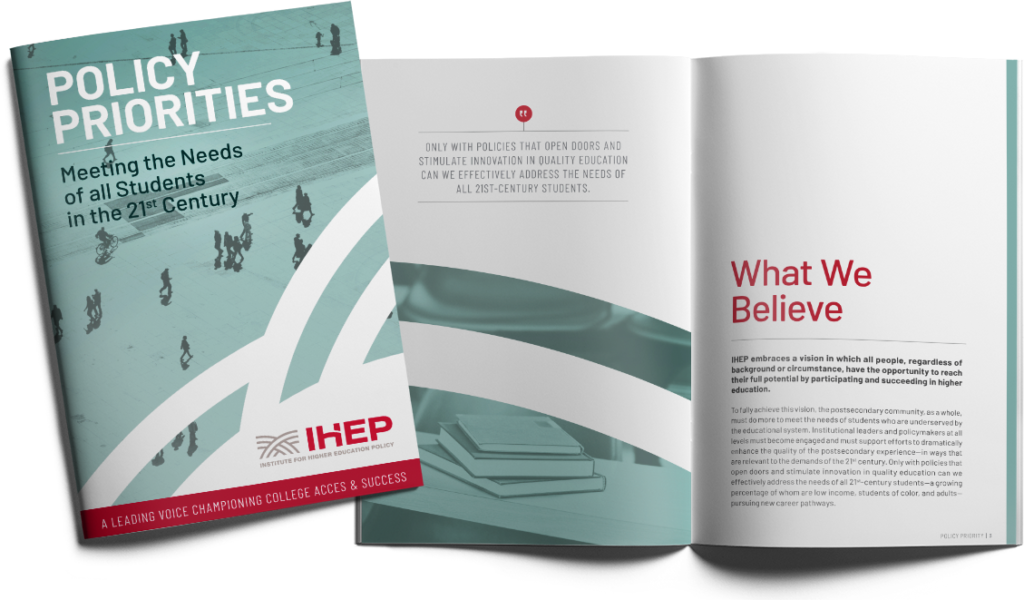 POLICY
PRIORITIES
Meeting the Needs
of all Students
in the 21st Century
IHEP
INSTITUTE FOR HIGHER EDUCATION POLICY
A LEADING VOICE CHAMPIONING COLLEGE ACCES & SUCCESS
ONLY WITH POLICIES THAT OPEN DOORS AND
STIMULATE INNOVATION IN QUALITY EDUCATION
CAN WE EFFECTIVELY ADDRESS THE NEEDS OF
ALL 21ST-CENTURY STUDENTS.
What We
Believe
IHEP embraces a vision in which all people, regardless of
background or circumstance, have the opportunity to reach
their full potential by participating and succeeding in higher
education.
To fully achieve this vision, the postsecondary community, as a whole,
must do more to meet the needs of students who are underserved by
the educational system. Institutional leaders and policymakers at all
levels must become engaged and must support efforts to dramatically
enhance the quality of the postsecondary experience—in ways that
are relevant to the demands of the 21st century. Only with policies that
open doors and stimulate innovation in quality education can we
effectively address the needs of all 21st-century students—a growing
percentage of whom are low income, students of color, and adults—
pursuing new career pathways.
POLICY PRIORITY | 3